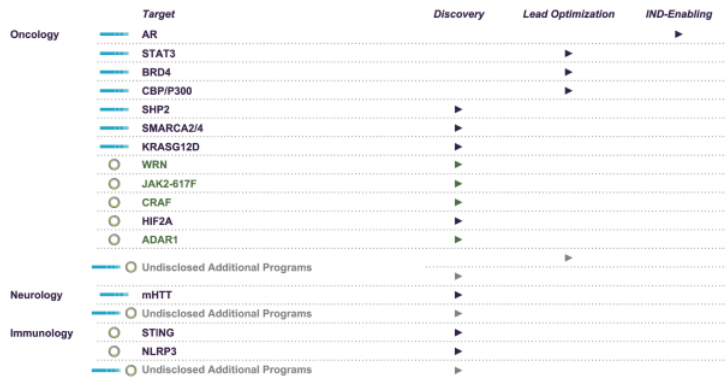 Target Discovery Lead Optimization IND-Enabling
Oncology AR
STAT3
BRD4
CBP/P300
SHP2
SMARCA2/4
KRASG12D
WRN
JAK2-617F
CRAF
HIF2A
ADAR1
Undisclosed Additional Programs
Neurology mHTT
Undisclosed Additional Programs
Immunology STING
NLRP3
Undisclosed Additional Programs